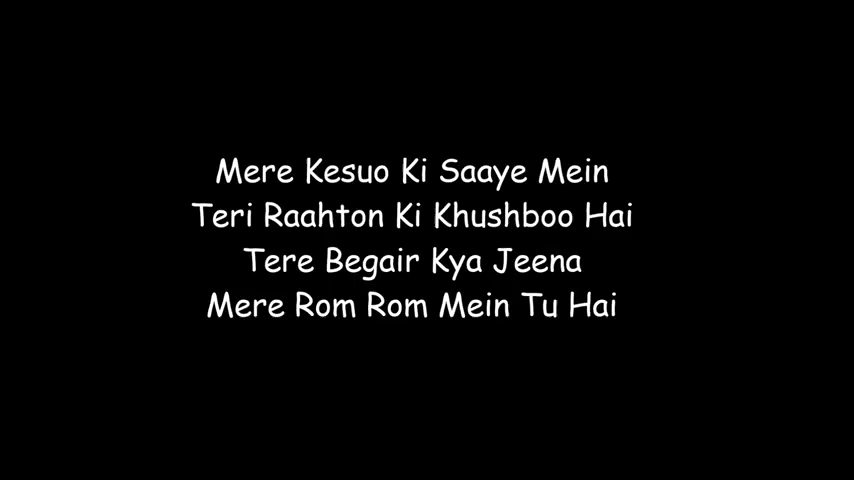 Mere Kesuo Ki Saaye Mein
Teri Raahton Ki Khushboo Hai
Tere Begair Kya Jeena
Mere Rom Rom Mein Tu Hai